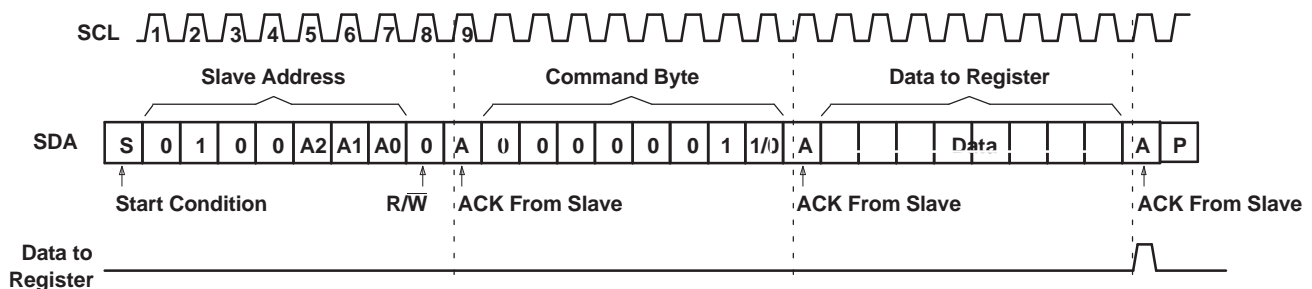 SCL 1 2 3 4 5 6 7 8 9
Slave Address Command Byte Data to Register
SDA S 0 1 0 0 A2 A1 A0 0 A 0 0 0 0 0 0 1 1/0 A Data A P
Start Condition R/W̅ ACK From Slave ACK From Slave ACK From Slave
Data to
Register